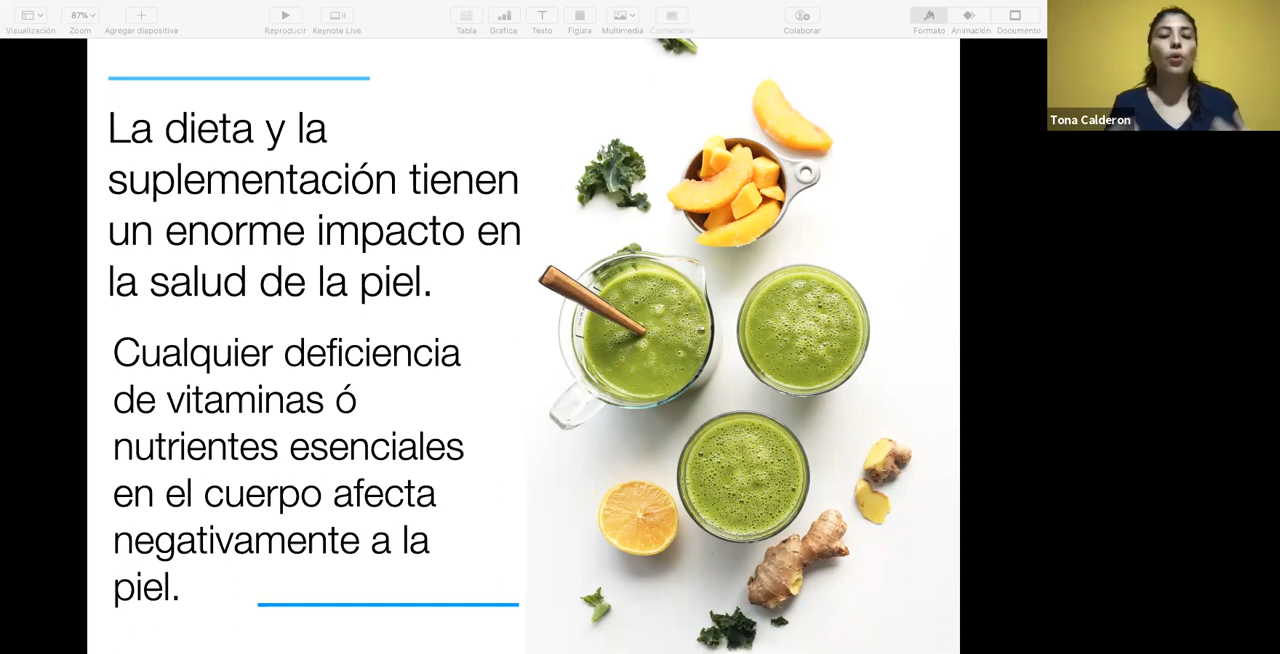 87%
Visualización
Zoom
Agregar diapositiva
Reproducir
Keynote Live
Tabla
Gráfica
Texto
Figura
Multimedia
Comentario
Colaborar
Formato
Animación
Documento
Tona Calderon
La dieta y la
suplementación tienen
un enorme impacto en
la salud de la piel.
Cualquier deficiencia
de vitaminas ó
nutrientes esenciales
en el cuerpo afecta
negativamente a la
piel.